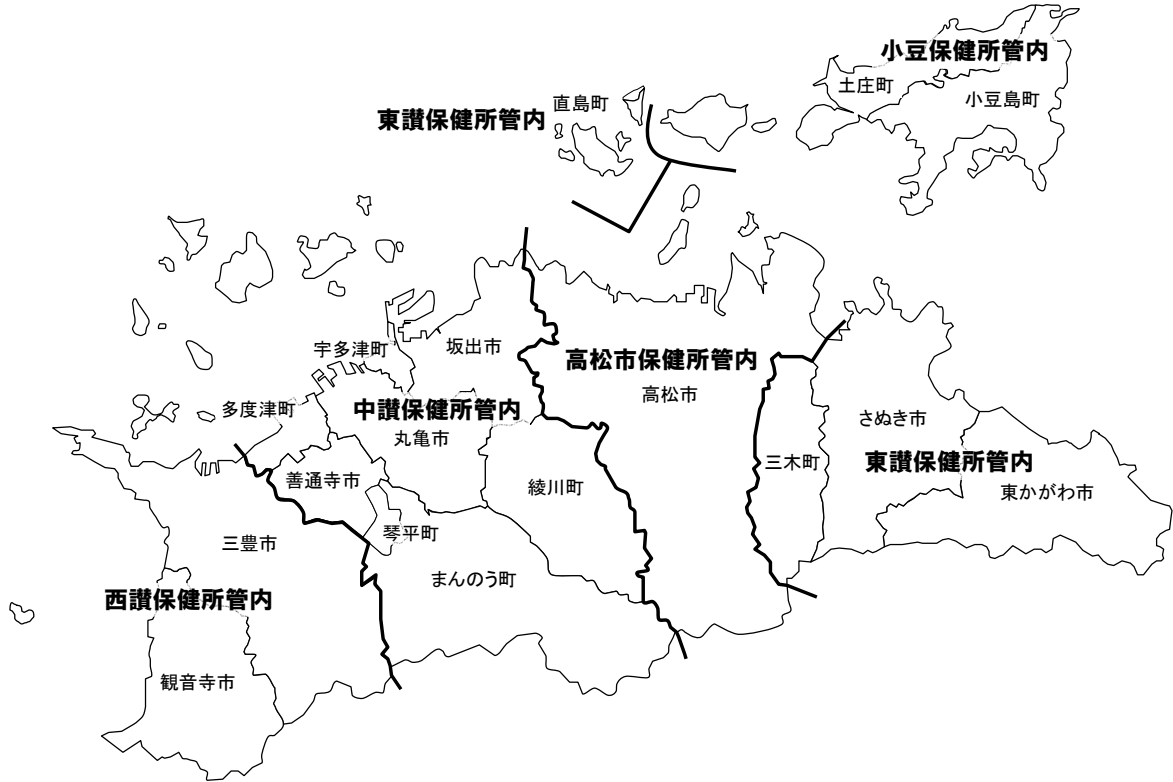 小豆保健所管内
土庄町
小豆島町
直島町
東讃保健所管内
宇多津町
坂出市
高松市保健所管内
高松市
多度津町
中讃保健所管内
丸亀市
さぬき市
三木町
東讃保健所管内
東かがわ市
善通寺市
綾川町
琴平町
三豊市
まんのう町
西讃保健所管内
観音寺市